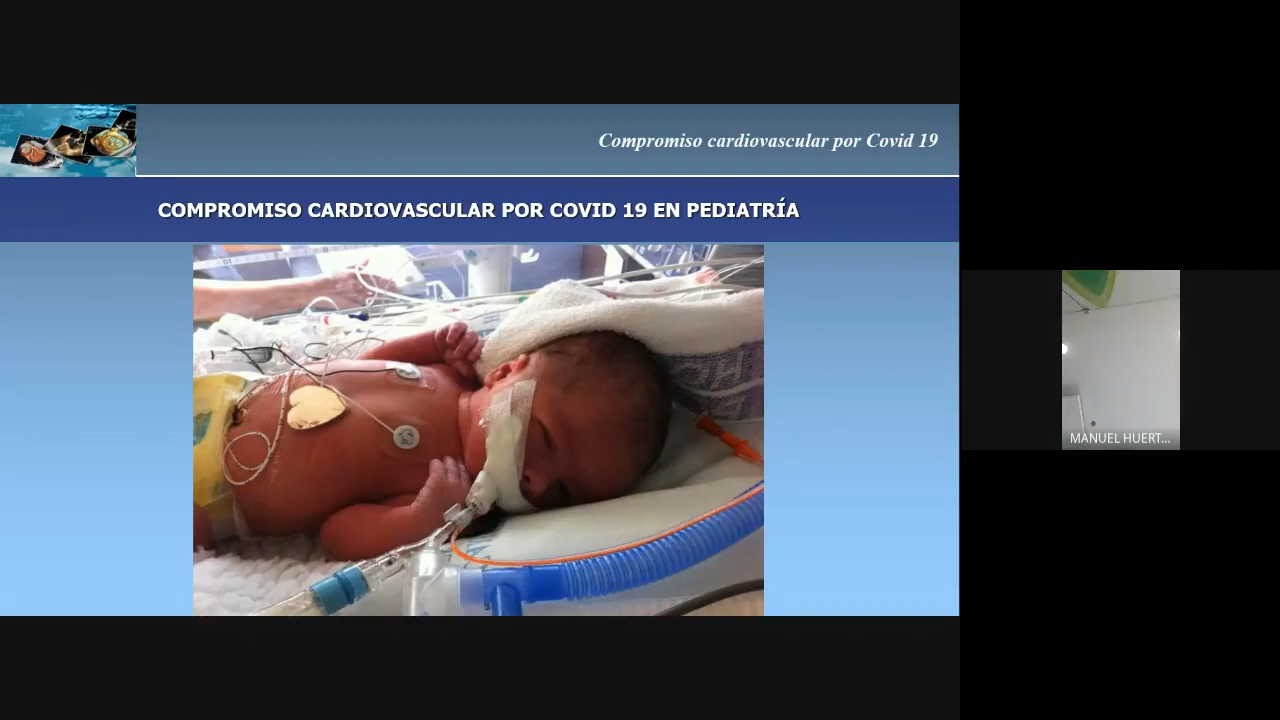 Compromiso cardiovascular por Covid 19
COMPROMISO CARDIOVASCULAR POR COVID 19 EN PEDIATRÍA
MANUEL HUERT...